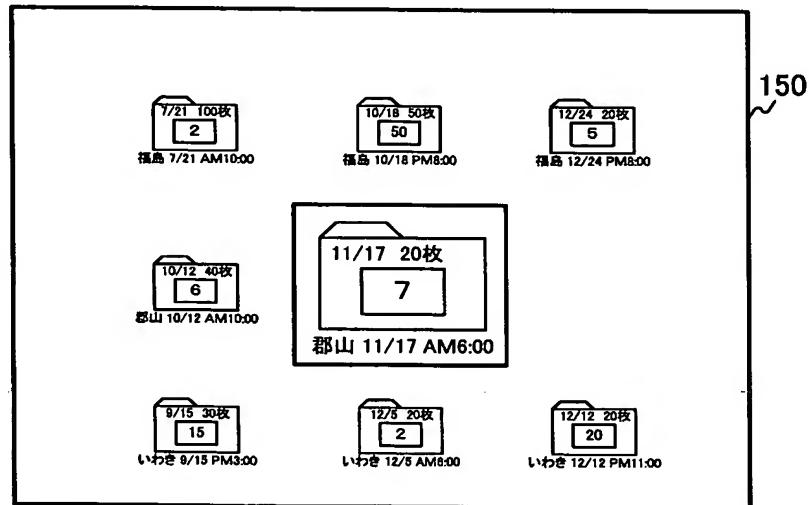 150
7/21 100枚
2
福島 7/21 AM10:00
10/18 50枚
50
福島 10/18 PM8:00
12/24 20枚
5
福島 12/24 PM8:00
10/12 40枚
6
郡山 10/12 AM10:00
11/17 20枚
7
郡山 11/17 AM6:00
9/15 30枚
15
いわき 9/15 PM3:00
12/5 20枚
2
いわき 12/5 AM8:00
12/12 20枚
20
いわき 12/12 PM11:00